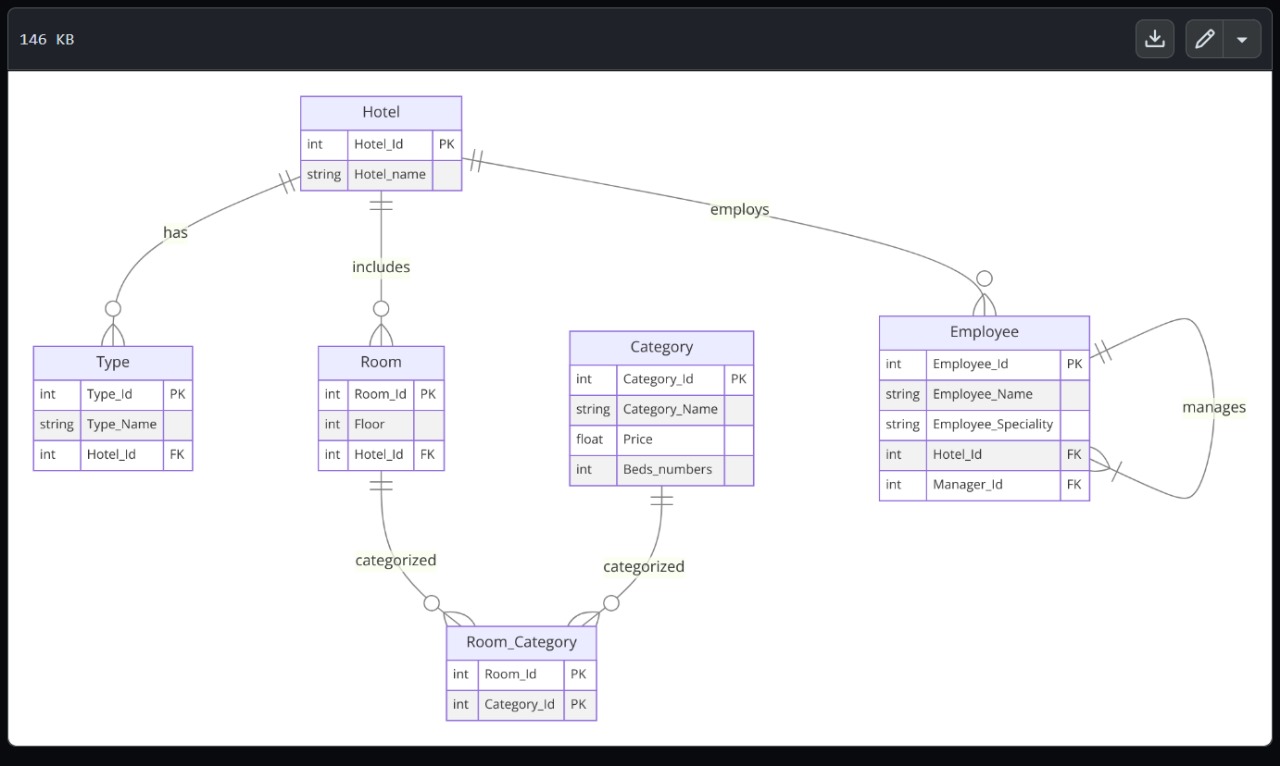 146 KB
Hotel
int Hotel_Id PK
string Hotel_name
has
includes
employs
Type
int Type_Id PK
string Type_Name
int Hotel_Id FK
Room
int Room_Id PK
int Floor
int Hotel_Id FK
Category
int Category_Id PK
string Category_Name
float Price
int Beds_numbers
Employee
int Employee_Id PK
string Employee_Name
string Employee_Speciality
int Hotel_Id FK
int Manager_Id FK
manages
categorized
categorized
Room_Category
int Room_Id PK
int Category_Id PK